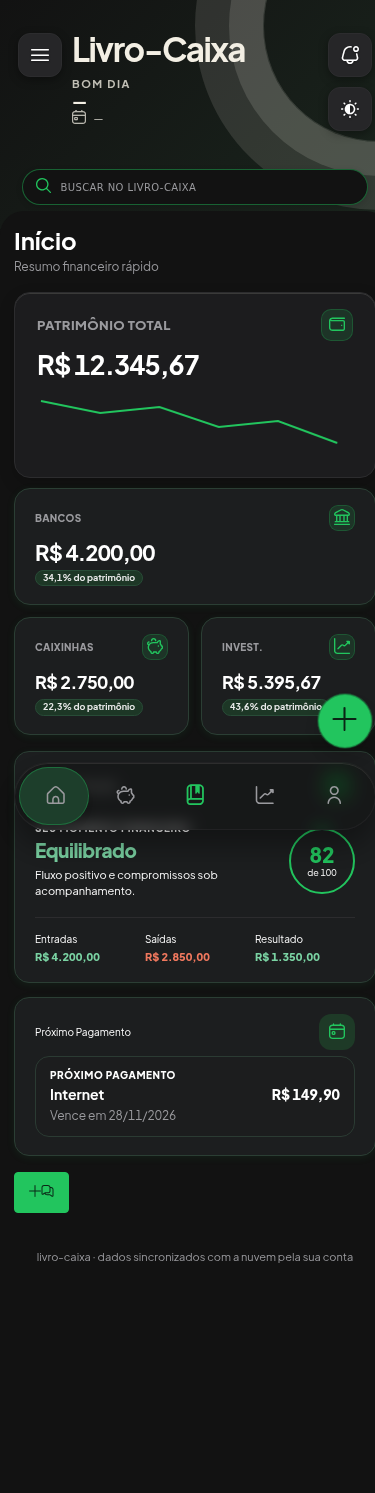 Livro-Caixa
BOM DIA
—
—
BUSCAR NO LIVRO-CAIXA
Início
Resumo financeiro rápido
PATRIMÔNIO TOTAL
R$ 12.345,67
BANCOS
R$ 4.200,00
34,1% do patrimônio
CAIXINHAS
R$ 2.750,00
22,3% do patrimônio
INVEST.
R$ 5.395,67
43,6% do patrimônio
SEU MOMENTO FINANCEIRO
Equilibrado
Fluxo positivo e compromissos sob
acompanhamento.
82
de 100
Entradas
R$ 4.200,00
Saídas
R$ 2.850,00
Resultado
R$ 1.350,00
Próximo Pagamento
PRÓXIMO PAGAMENTO
Internet
R$ 149,90
Vence em 28/11/2026
livro-caixa · dados sincronizados com a nuvem pela sua conta